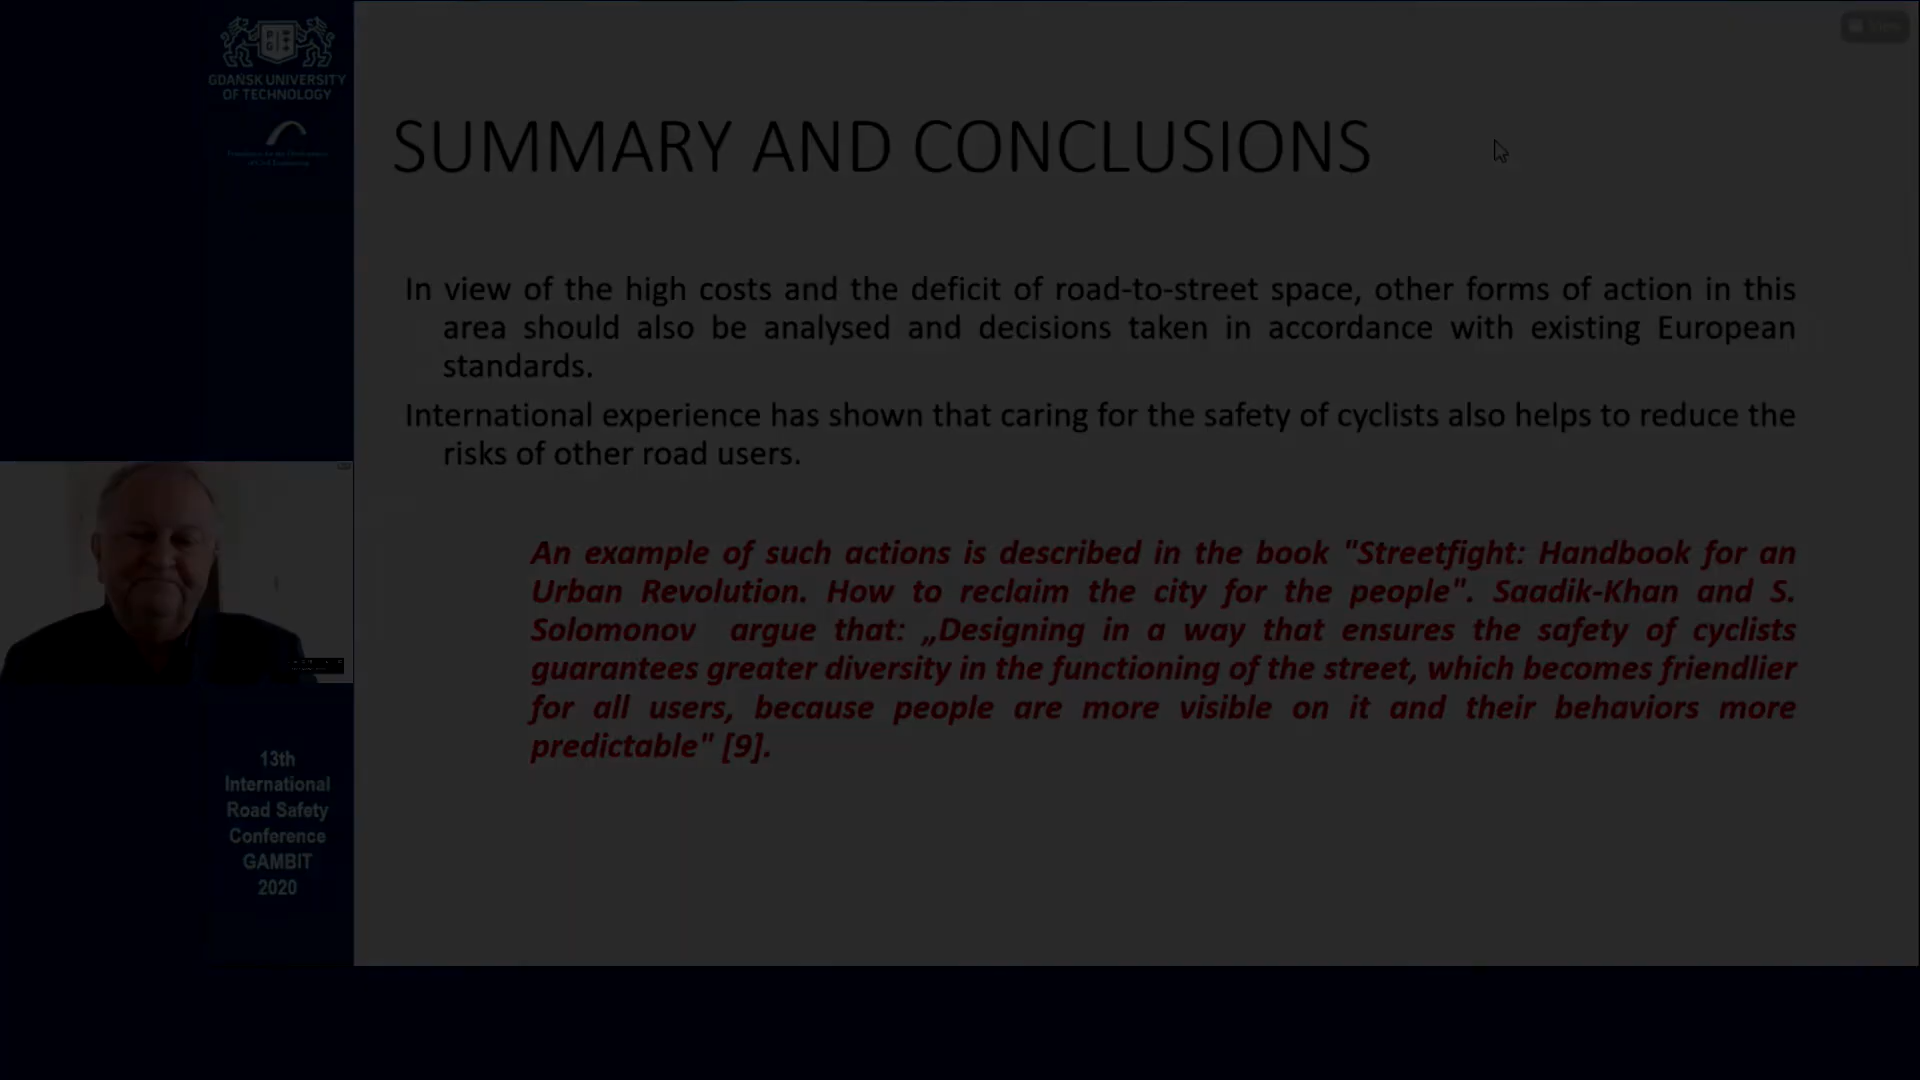 GDAŃSK UNIVERSITY
OF TECHNOLOGY
SUMMARY AND CONCLUSIONS
In view of the high costs and the deficit of road-to-street space, other forms of action in this
area should also be analysed and decisions taken in accordance with existing European
standards.
International experience has shown that caring for the safety of cyclists also helps to reduce the
risks of other road users.
An example of such actions is described in the book "Streetfight: Handbook for an
Urban Revolution. How to reclaim the city for the people". Saadik-Khan and S.
Solomonov argue that: „Designing in a way that ensures the safety of cyclists
guarantees greater diversity in the functioning of the street, which becomes friendlier
for all users, because people are more visible on it and their behaviors more
predictable" [9].
13th
International
Road Safety
Conference
GAMBIT
2020